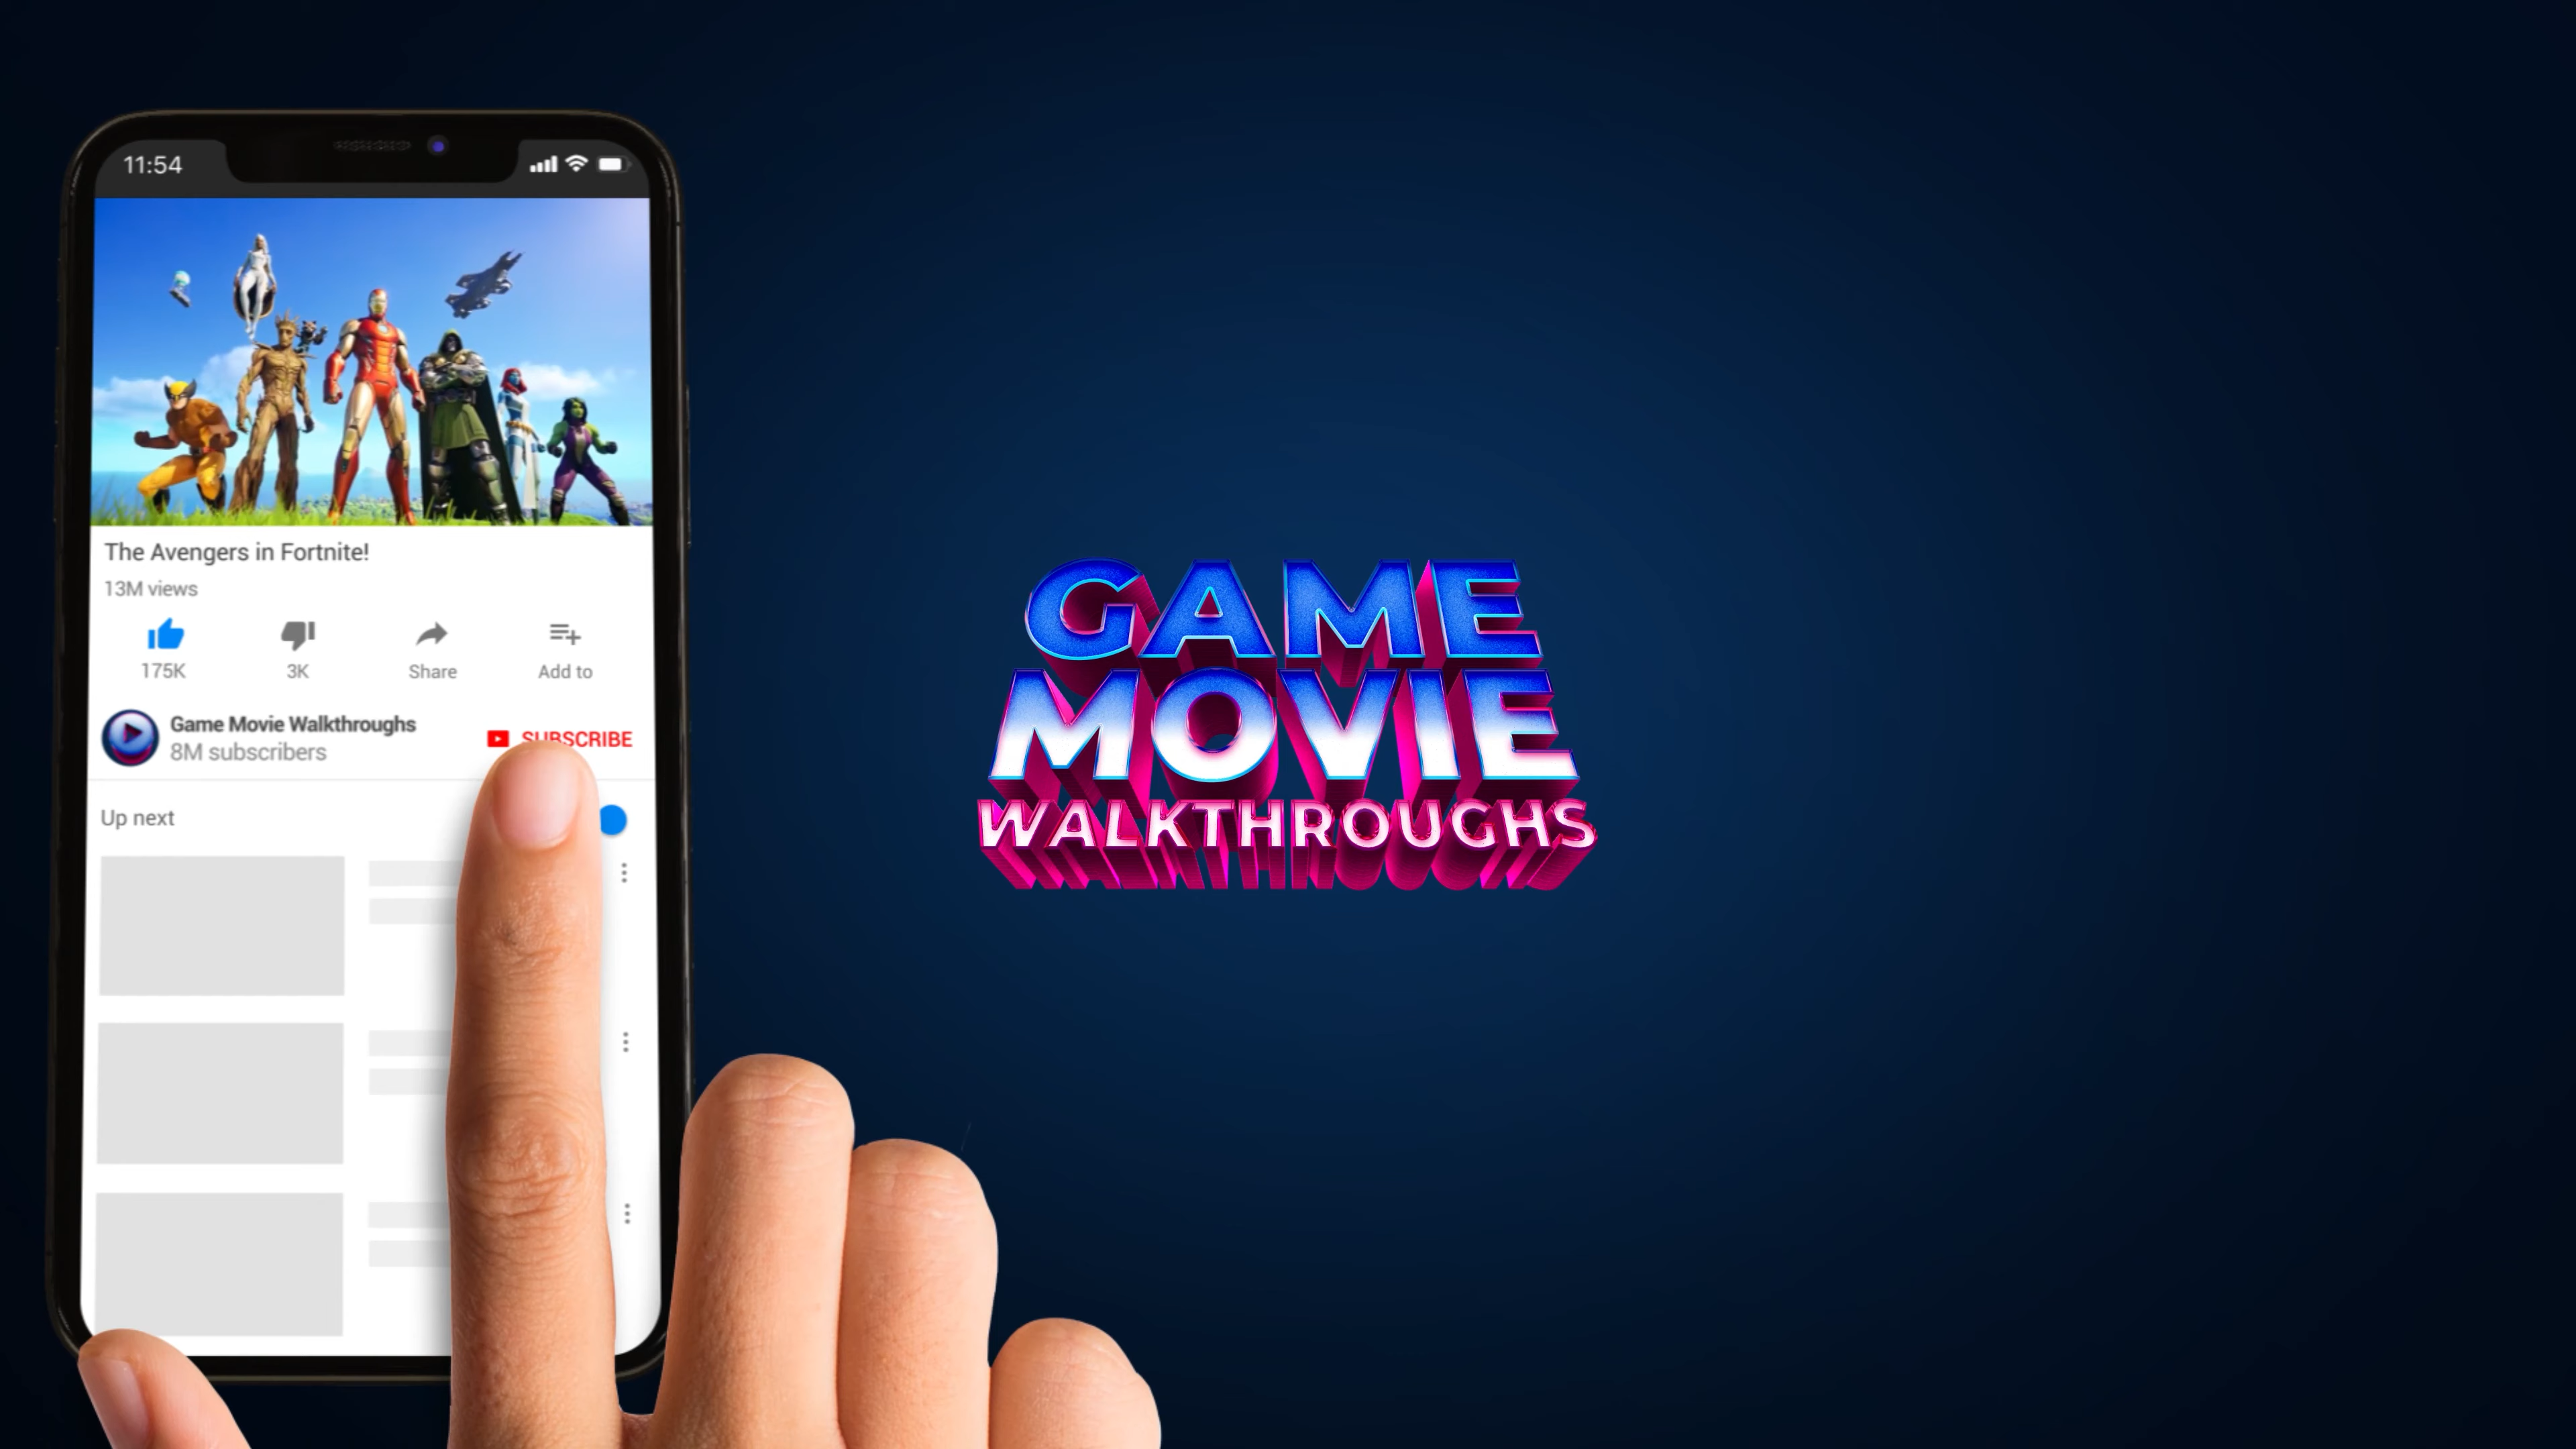 11:54
The Avengers in Fortnite!
13M views
175K
3K
Share
Add to
Game Movie Walkthroughs
8M subscribers
SUBSCRIBE
Up next
GAME
MOVIE
WALKTHROUGHS